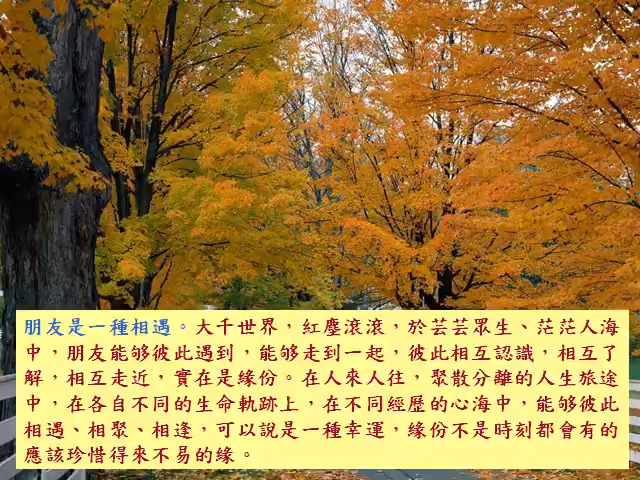 朋友是一種相遇。大千世界，紅塵滾滾，於芸芸眾生、茫茫人海
中，朋友能够彼此遇到，能够走到一起，彼此相互認識，相互了
解，相互走近，實在是緣份。在人來人往，聚散分離的人生旅途
中，在各自不同的生命軌跡上，在不同經歷的心海中，能够彼此
相遇、相聚、相逢，可以說是一種幸運，緣份不是時刻都會有的
應該珍惜得來不易的緣。